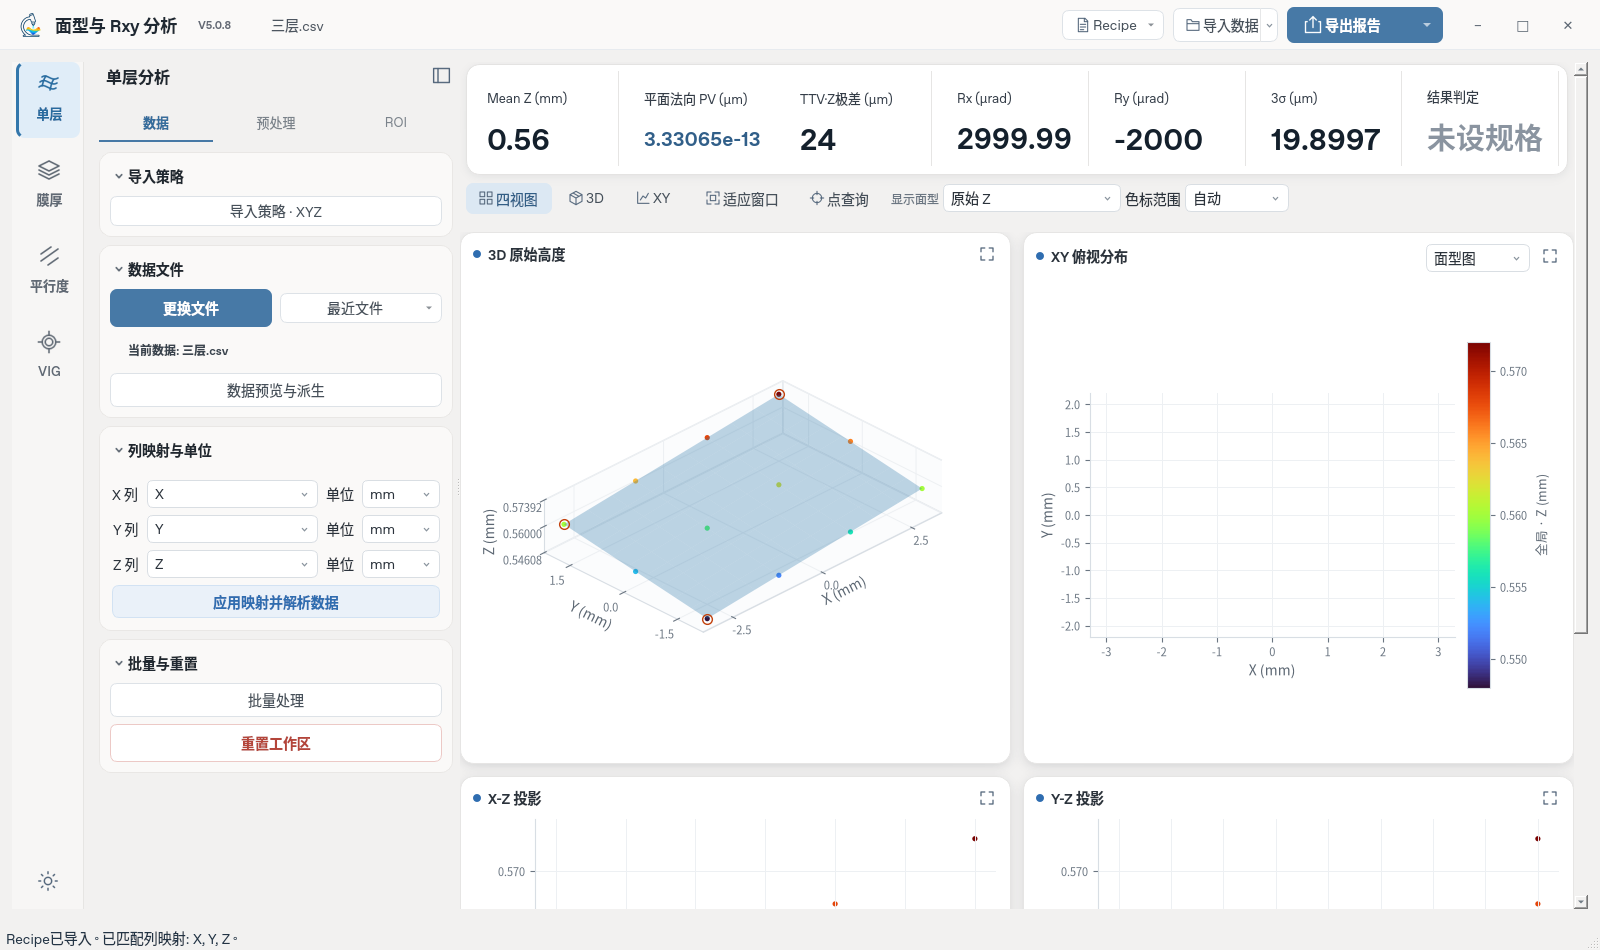 面型与 Rxy 分析 V5.0.8 三层.csv Recipe 导入数据 导出报告
单层
膜厚
平行度
VIG
单层分析
数据 预处理 ROI
导入策略
导入策略 · XYZ
数据文件
更换文件 最近文件
当前数据: 三层.csv
数据预览与派生
列映射与单位
X 列 X 单位 mm
Y 列 Y 单位 mm
Z 列 Z 单位 mm
应用映射并解析数据
批量与重置
批量处理
重置工作区
Mean Z (mm) 平面法向 PV (μm) TTV·Z极差 (μm) Rx (μrad) Ry (μrad) 3σ (μm) 结果判定
0.56 3.33065e-13 24 2999.99 -2000 19.8997 未设规格
四视图 3D XY 适应窗口 点查询 显示面型 原始 Z 色标范围 自动
3D 原始高度
0.57392
0.56000
0.54608
Z (mm)
1.5
0.0
-1.5
Y (mm)
-2.5
0.0
2.5
X (mm)
XY 俯视分布 面型图
2.0
1.5
1.0
0.5
0.0
-0.5
-1.0
-1.5
-2.0
Y (mm)
-3 -2 -1 0 1 2 3
X (mm)
0.570
0.565
0.560
0.555
0.550
全局 · Z (mm)
X-Z 投影
0.570
Y-Z 投影
0.570
Recipe已导入。已匹配列映射: X, Y, Z。